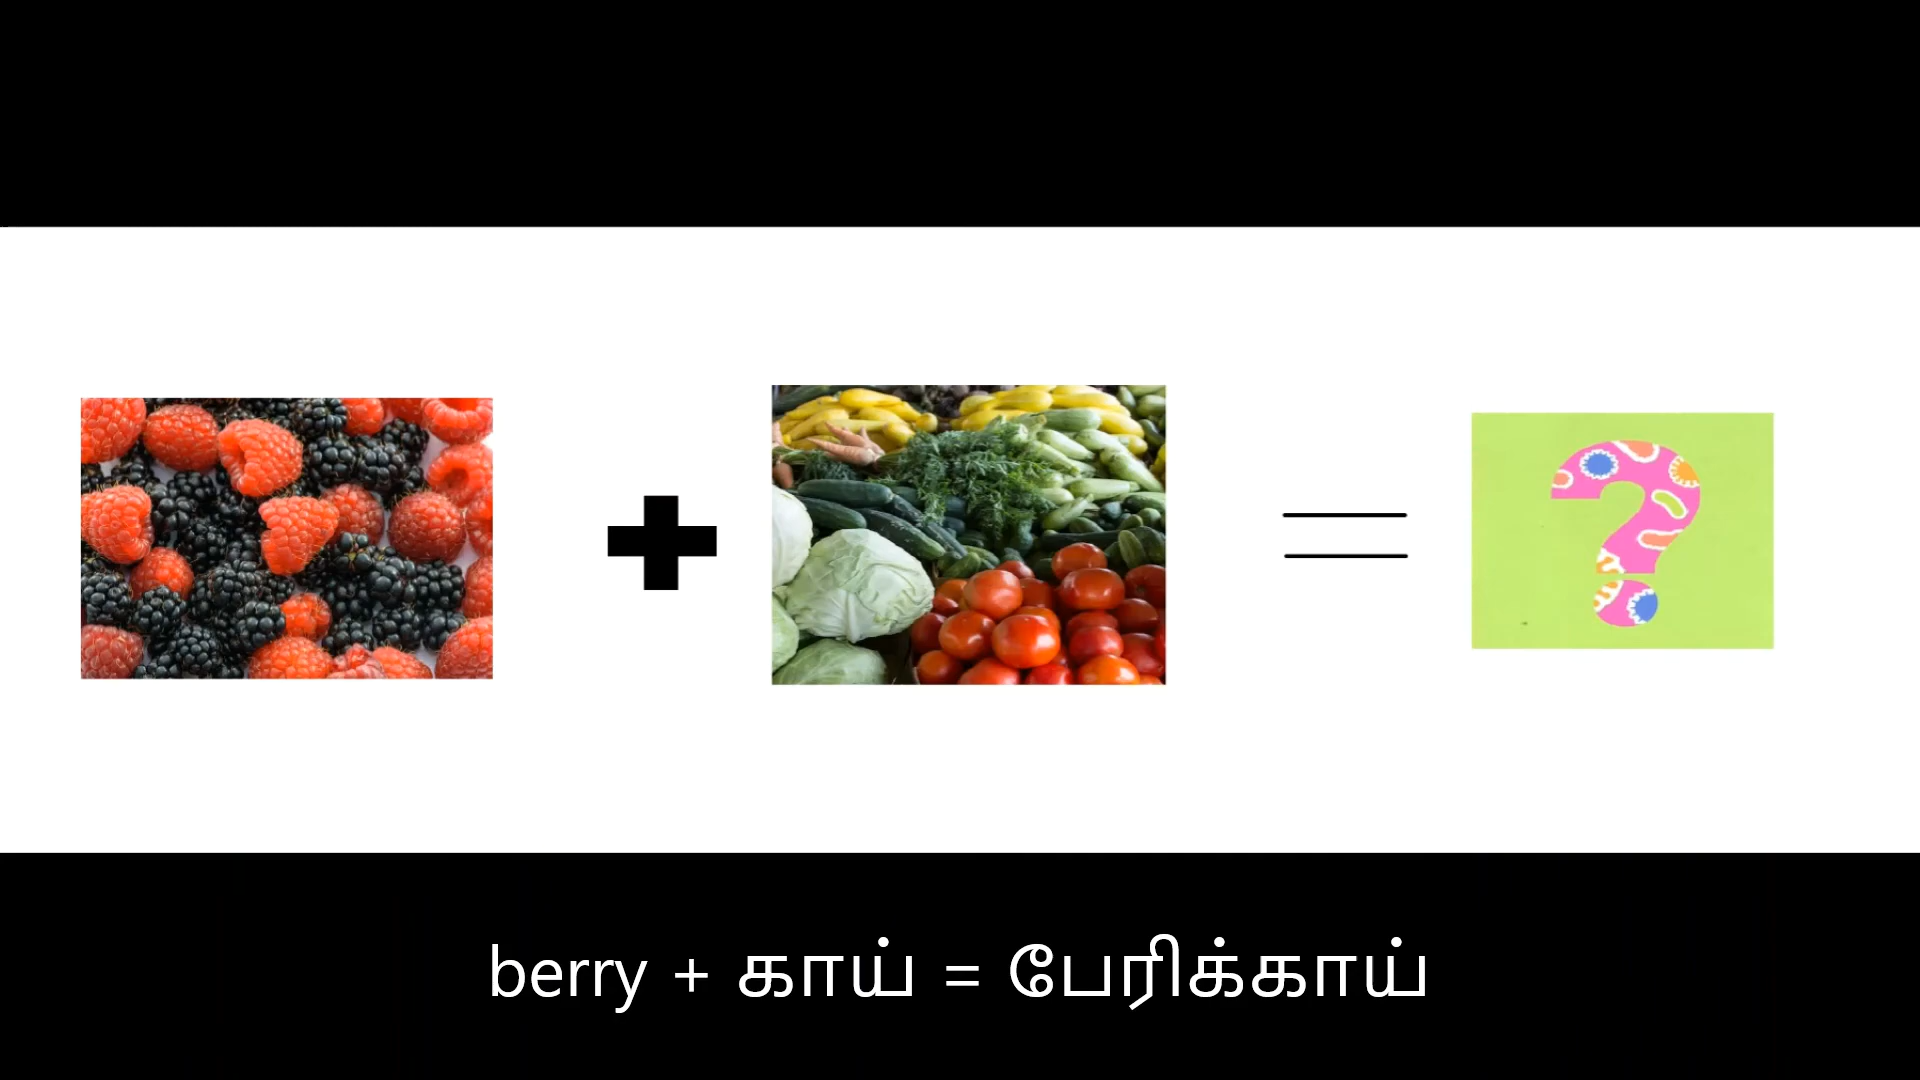 berry + காய் = பேரிக்காய்